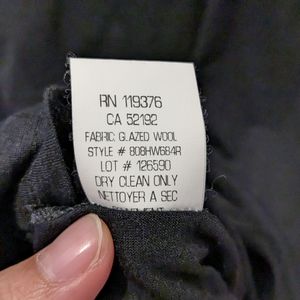 RN 119376
CA 52192
FABRIC: GLAZED WOOL
STYLE # 808HW684R
LOT # 126590
DRY CLEAN ONLY
NETTOYER A SEC